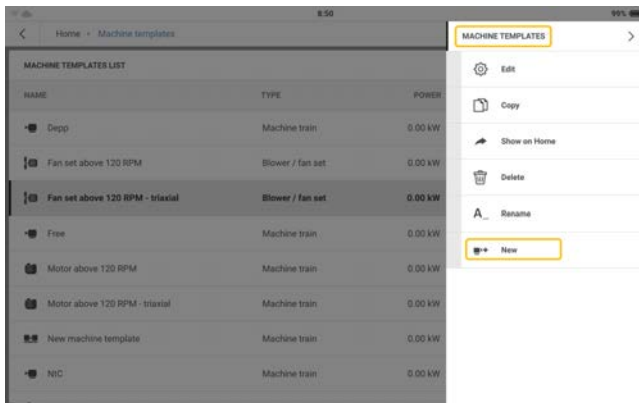 8:50
99%
Home • Machine templates
MACHINE TEMPLATES
MACHINE TEMPLATES LIST
NAME TYPE POWER
Depp Machine train 0.00 kW
Fan set above 120 RPM Blower / fan set 0.00 kW
Fan set above 120 RPM - triaxial Blower / fan set 0.00 kW
Free Machine train 0.00 kW
Motor above 120 RPM Machine train 0.00 kW
Motor above 120 RPM - triaxial Machine train 0.00 kW
New machine template Machine train 0.00 kW
NtC Machine train 0.00 kW
Edit
Copy
Show on Home
Delete
A_ Rename
New